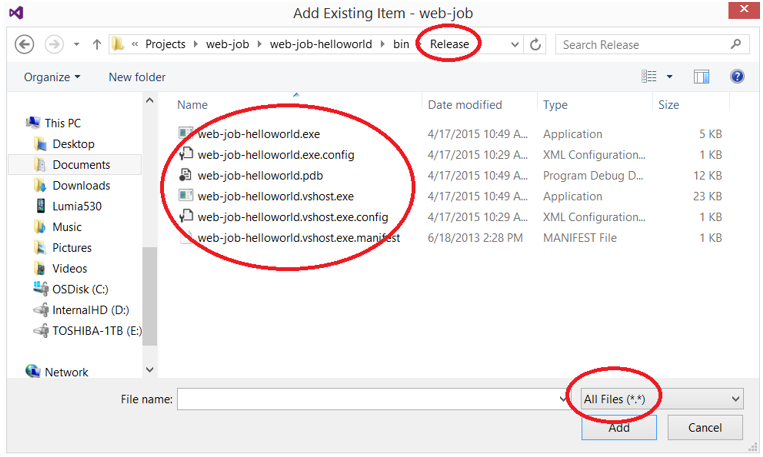 Add Existing Item - web-job
« Projects web-job web-job-helloworld bin Release
Search Release
Organize New folder
Name Date modified Type Size
This PC
Desktop
Documents
Downloads
Lumia530
Music
Pictures
Videos
OSDisk (C:)
InternalHD (D:)
TOSHIBA-1TB (E:)
Network
web-job-helloworld.exe 4/17/2015 10:49 A... Application 5 KB
web-job-helloworld.exe.config 4/17/2015 10:29 A... XML Configuration... 1 KB
web-job-helloworld.pdb 4/17/2015 10:49 A... Program Debug D... 12 KB
web-job-helloworld.vshost.exe 4/17/2015 10:49 A... Application 23 KB
web-job-helloworld.vshost.exe.config 4/17/2015 10:29 A... XML Configuration... 1 KB
web-job-helloworld.vshost.exe.manifest 6/18/2013 2:28 PM MANIFEST File 1 KB
File name: All Files (*.*)
Add Cancel